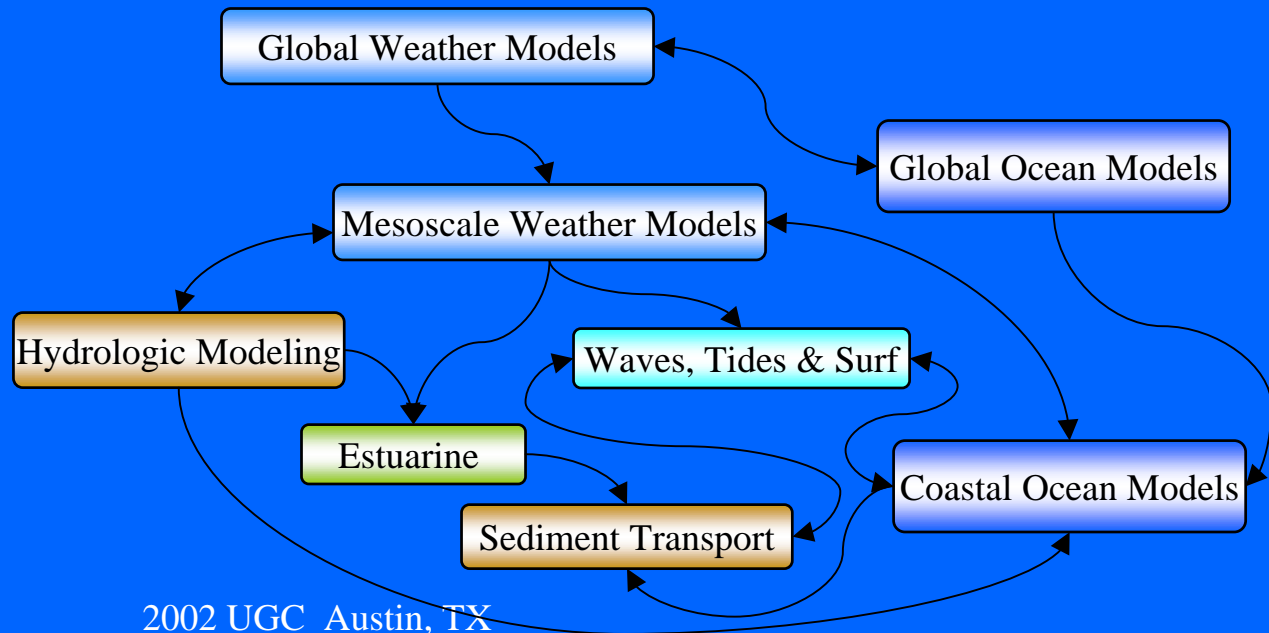 Global Weather Models
Global Ocean Models
Mesoscale Weather Models
Hydrologic Modeling
Waves, Tides & Surf
Estuarine
Coastal Ocean Models
Sediment Transport
2002 UGC Austin, TX